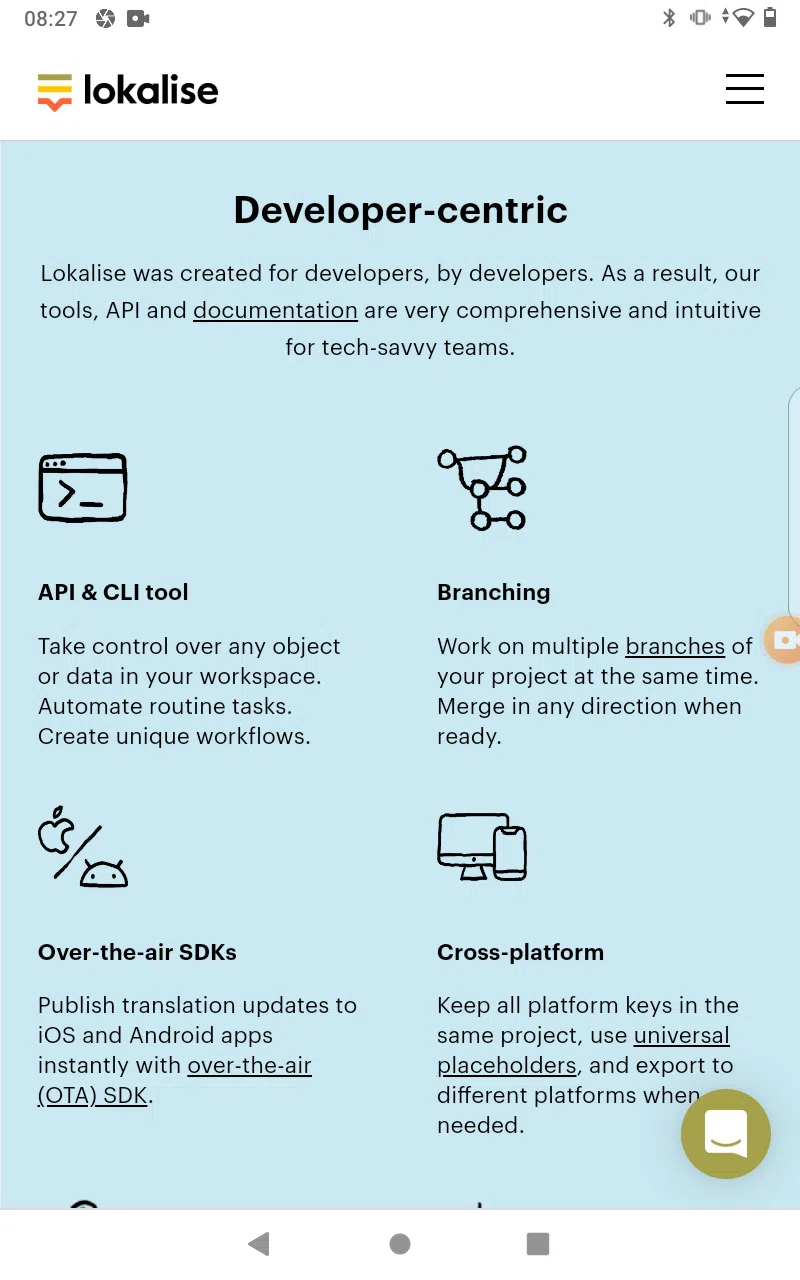 08:27
lokalise
Developer-centric
Lokalise was created for developers, by developers. As a result, our
tools, API and documentation are very comprehensive and intuitive
for tech-savvy teams.
API & CLI tool
Take control over any object
or data in your workspace.
Automate routine tasks.
Create unique workflows.
Branching
Work on multiple branches of
your project at the same time.
Merge in any direction when
ready.
Over-the-air SDKs
Publish translation updates to
iOS and Android apps
instantly with over-the-air
(OTA) SDK.
Cross-platform
Keep all platform keys in the
same project, use universal
placeholders, and export to
different platforms when
needed.